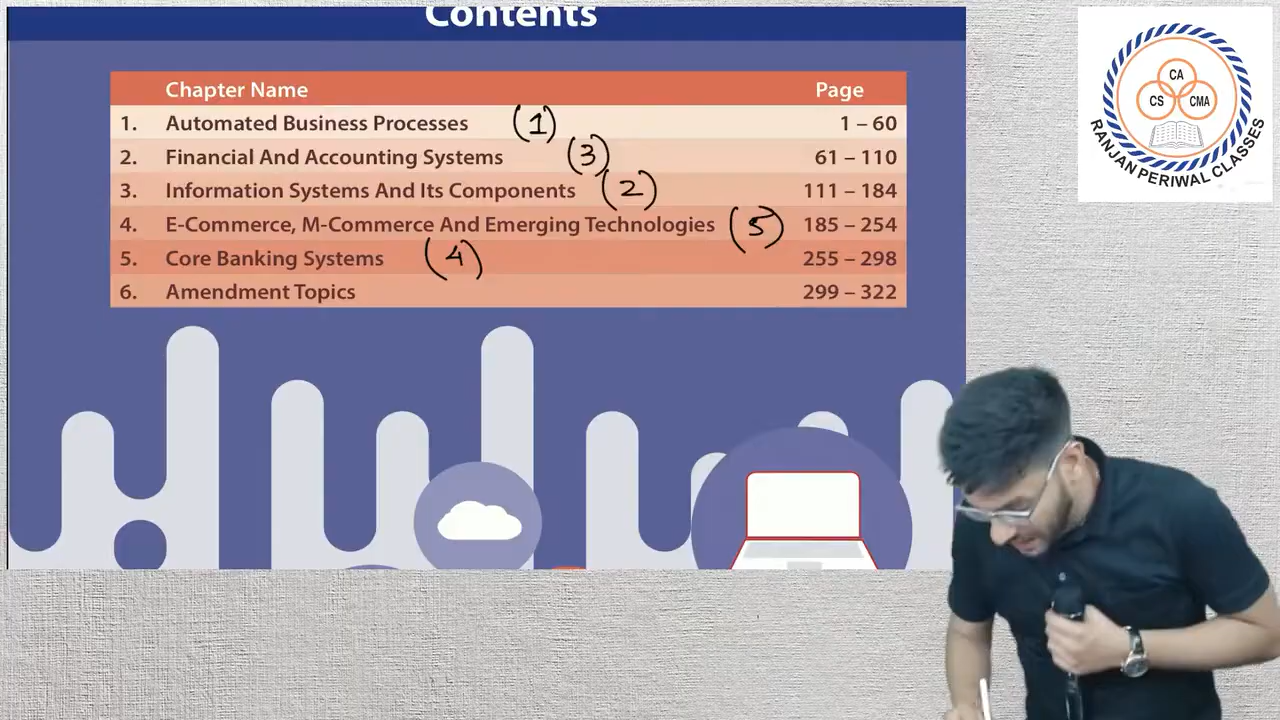 Contents
Chapter Name Page
1. Automated Business Processes (1) 1 – 60
2. Financial And Accounting Systems (3) 61 – 110
3. Information Systems And Its Components (2) 111 – 184
4. E-Commerce, M-Commerce And Emerging Technologies (5) 185 – 254
5. Core Banking Systems (4) 255 – 298
6. Amendment Topics 299 – 322
CA
CS CMA
RANJAN PERIWAL CLASSES